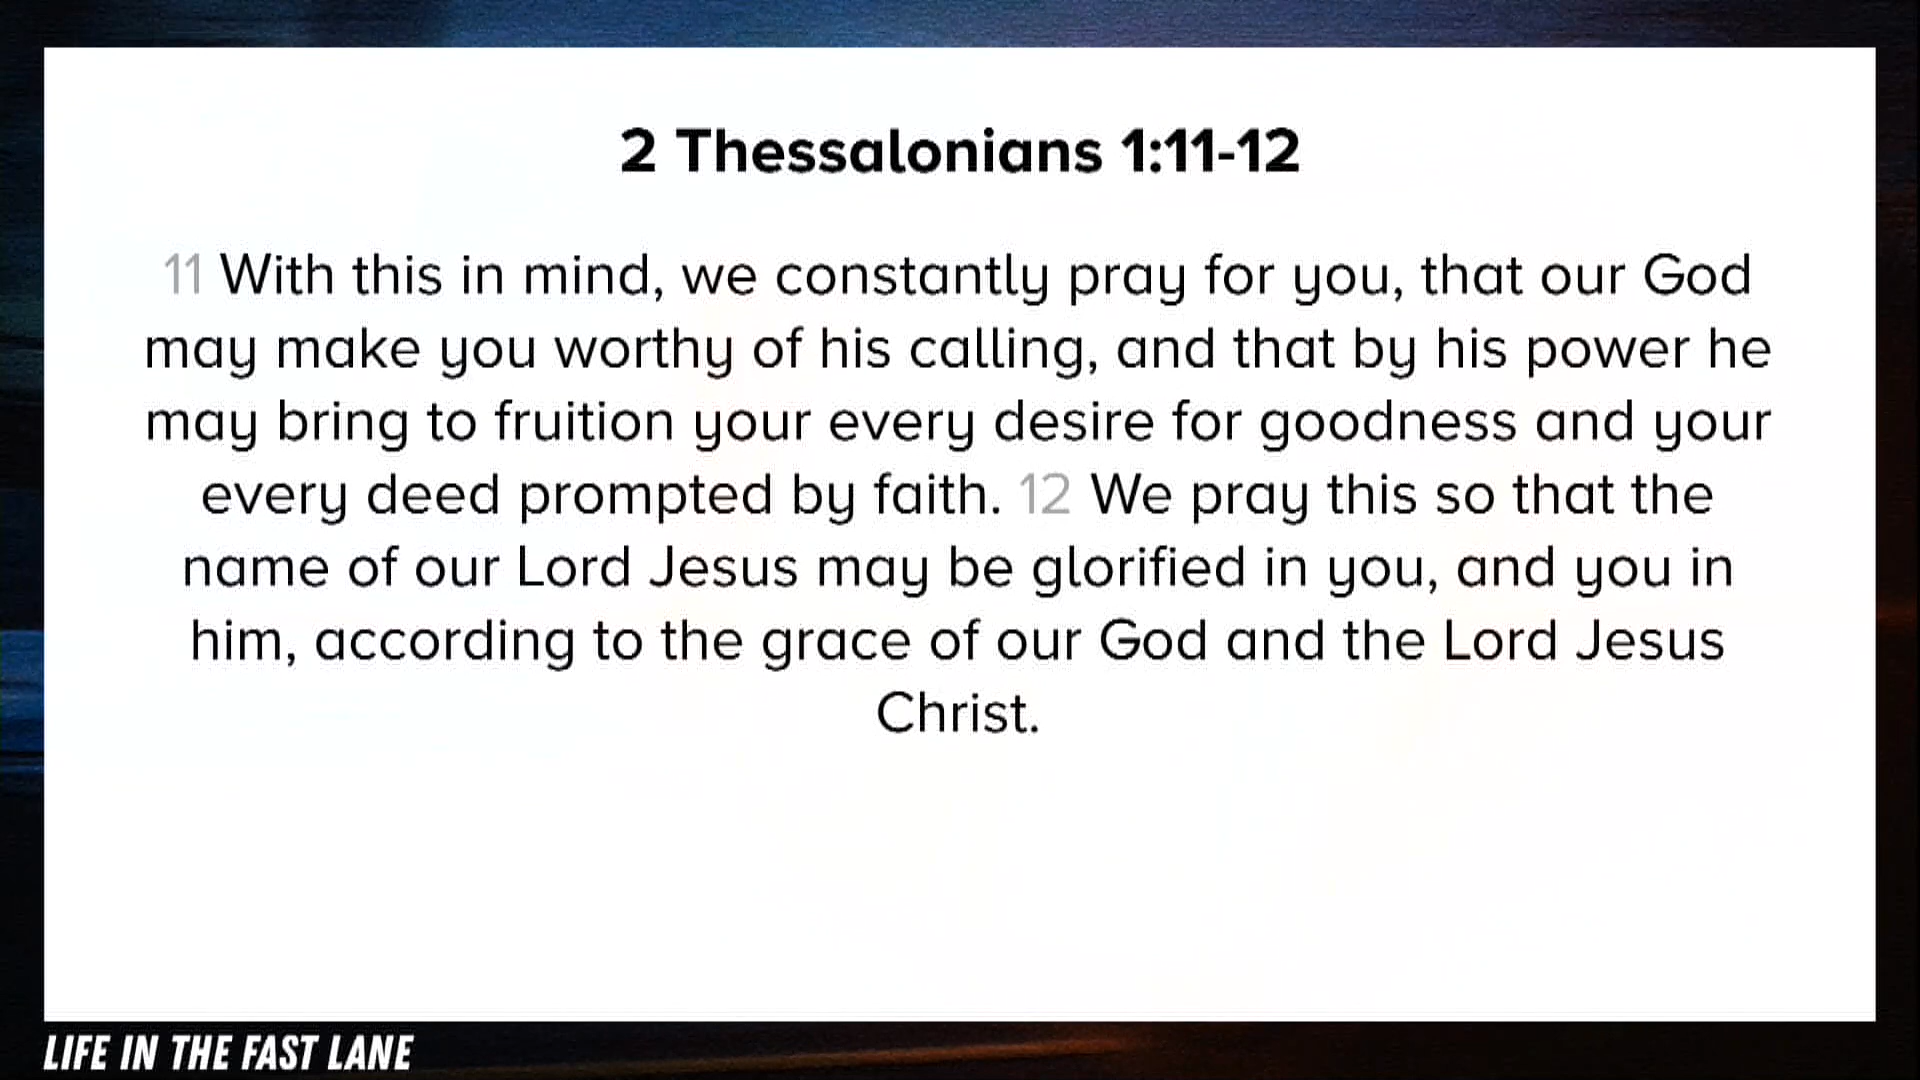 2 Thessalonians 1:11-12
11 With this in mind, we constantly pray for you, that our God
may make you worthy of his calling, and that by his power he
may bring to fruition your every desire for goodness and your
every deed prompted by faith. 12 We pray this so that the
name of our Lord Jesus may be glorified in you, and you in
him, according to the grace of our God and the Lord Jesus
Christ.
LIFE IN THE FAST LANE